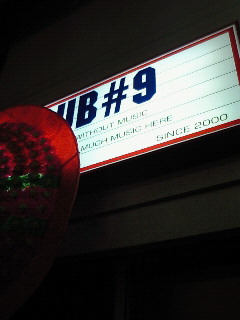 UB#9
WITHOUT MUSIC
MUCH MUSIC HERE
SINCE 2000